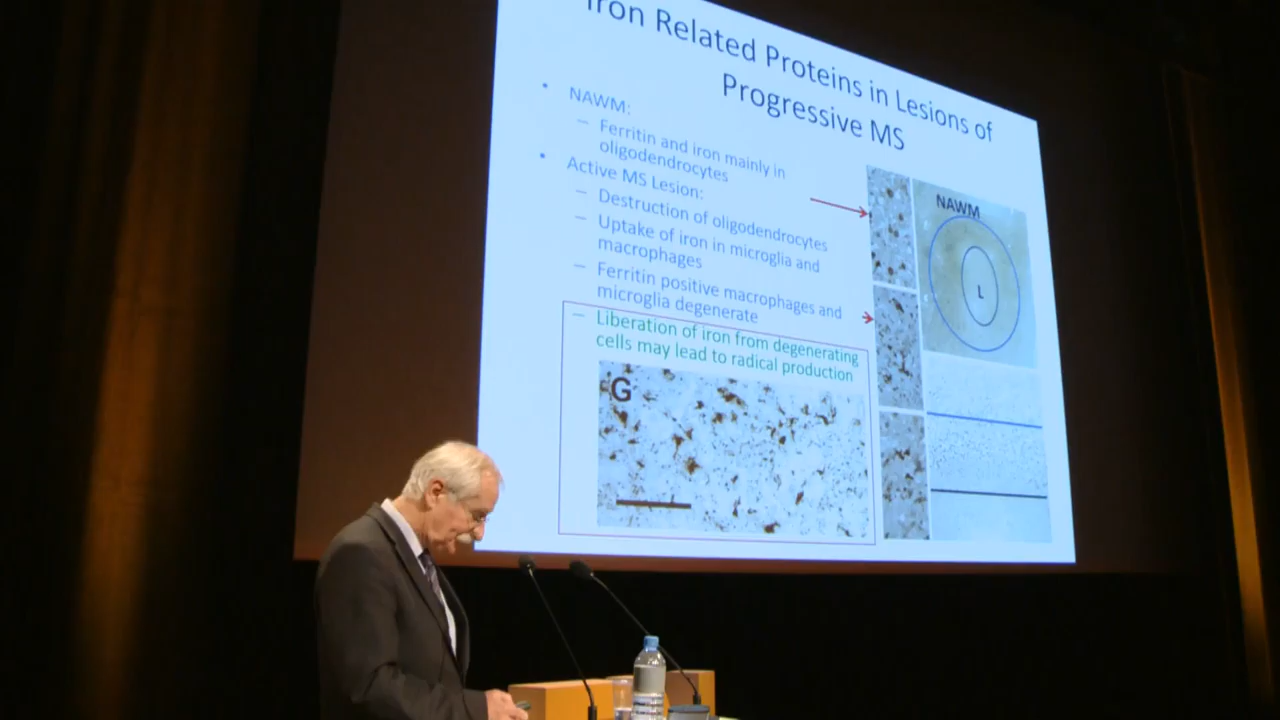 Iron Related Proteins in Lesions of
Progressive MS
• NAWM:
– Ferritin and iron mainly in
oligodendrocytes
• Active MS Lesion:
– Destruction of oligodendrocytes
– Uptake of iron in microglia and
macrophages
– Ferritin positive macrophages and
microglia degenerate
– Liberation of iron from degenerating
cells may lead to radical production
G
NAWM
L